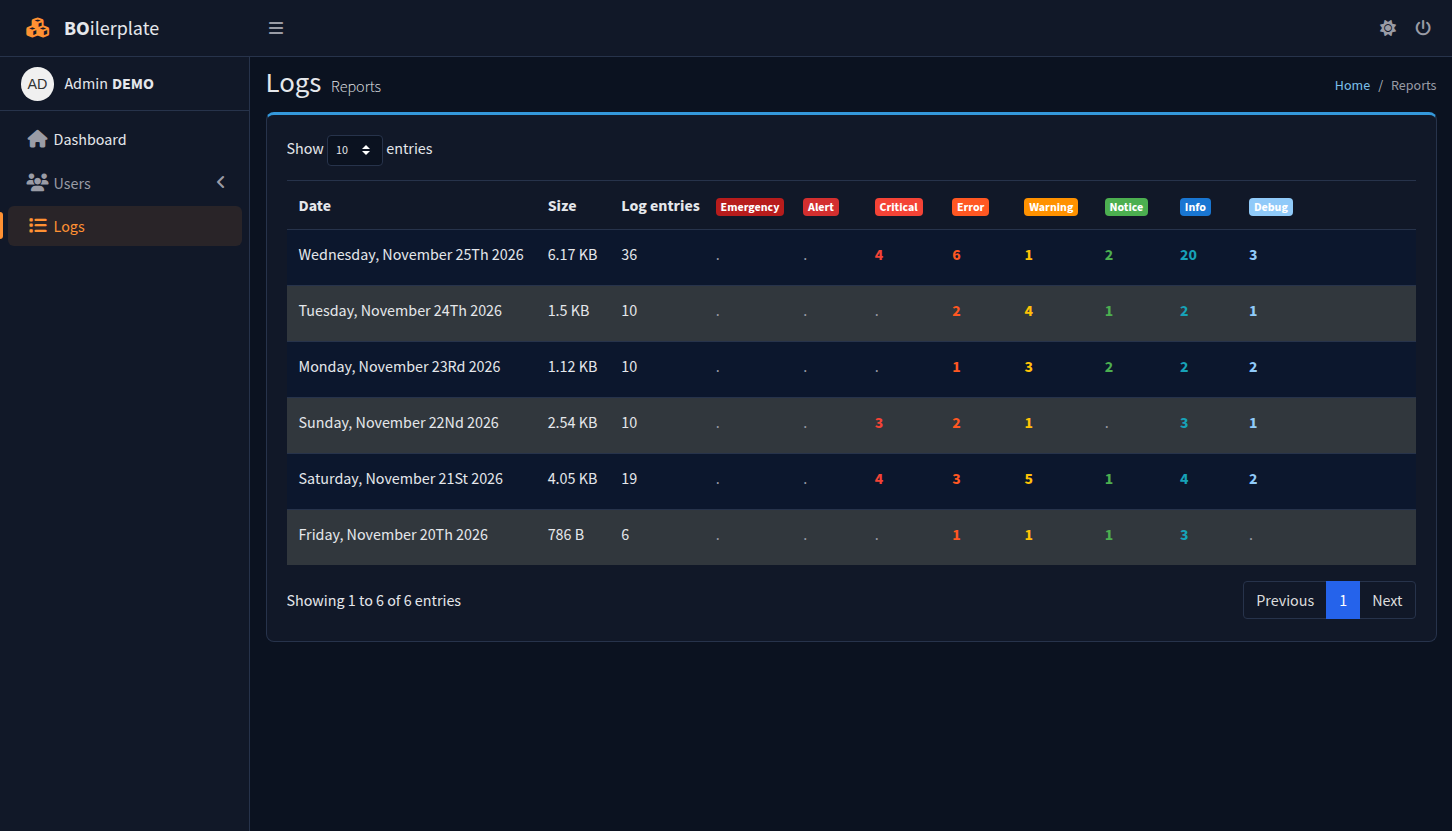 BOilerplate
AD Admin DEMO
Dashboard
Users
Logs
Logs Reports
Home / Reports
Show 10 entries
Date Size Log entries Emergency Alert Critical Error Warning Notice Info Debug
Wednesday, November 25Th 2026 6.17 KB 36 . . 4 6 1 2 20 3
Tuesday, November 24Th 2026 1.5 KB 10 . . . 2 4 1 2 1
Monday, November 23Rd 2026 1.12 KB 10 . . . 1 3 2 2 2
Sunday, November 22Nd 2026 2.54 KB 10 . . 3 2 1 . 3 1
Saturday, November 21St 2026 4.05 KB 19 . . 4 3 5 1 4 2
Friday, November 20Th 2026 786 B 6 . . . 1 1 1 3 .
Showing 1 to 6 of 6 entries
Previous 1 Next